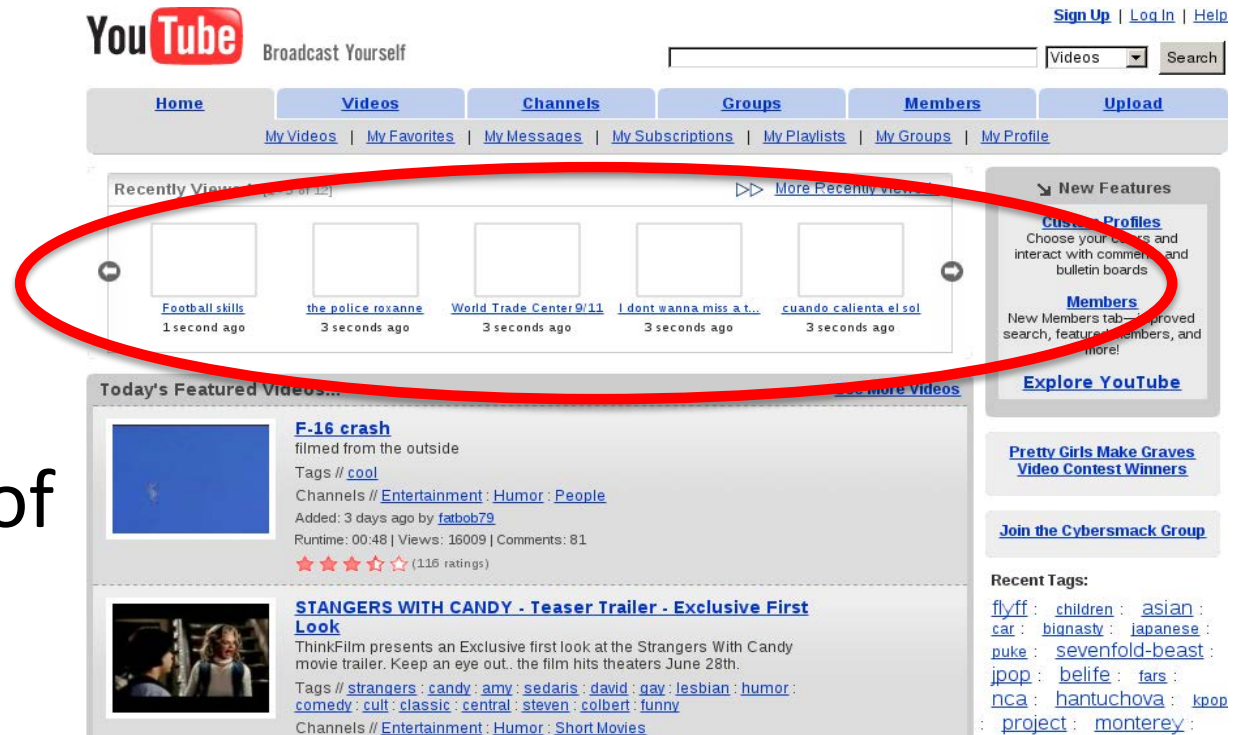 Sign Up | Log In | Help
YouTube Broadcast Yourself
Videos Search
Home Videos Channels Groups Members Upload
My Videos | My Favorites | My Messages | My Subscriptions | My Playlists | My Groups | My Profile
Recently of 12] More Recently
Football skills the police roxanne World Trade Center 9/11 I dont wanna miss a t... cuando calienta el sol
1 second ago 3 seconds ago 3 seconds ago 3 seconds ago 3 seconds ago
New Features
Profiles
Choose your and
interact with comments and
bulletin boards
Members
New Members tab—improved
search, featured members, and
more!
Explore YouTube
Today's Featured Videos... More Videos
F-16 crash
filmed from the outside
Tags // cool
Channels // Entertainment : Humor : People
Added: 3 days ago by fatbob79
Runtime: 00:48 | Views: 16009 | Comments: 81
(116 ratings)
of
STANGERS WITH CANDY - Teaser Trailer - Exclusive First
Look
ThinkFilm presents an Exclusive first look at the Strangers With Candy
movie trailer. Keep an eye out.. the film hits theaters June 28th.
Tags // strangers : candy : amy : sedaris : david : gay : lesbian : humor :
comedy : cult : classic : central : steven : colbert : funny
Channels // Entertainment : Humor : Short Movies
Pretty Girls Make Graves
Video Contest Winners
Join the Cybersmack Group
Recent Tags:
flyff : children : asian :
car : bignasty : japanese :
puke : sevenfold-beast :
jpop : belife : fars :
nca : hantuchova : kpop
: project : monterey :